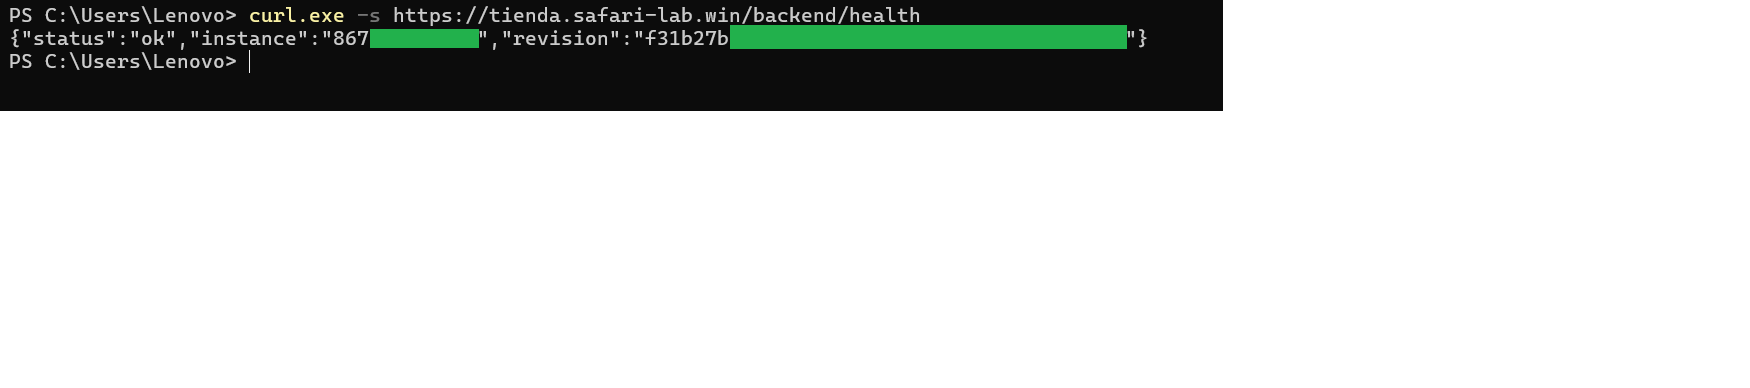 PS C:\Users\Lenovo> curl.exe -s https://tienda.safari-lab.win/backend/health
{"status":"ok","instance":"867","revision":"f31b27b"}
PS C:\Users\Lenovo>